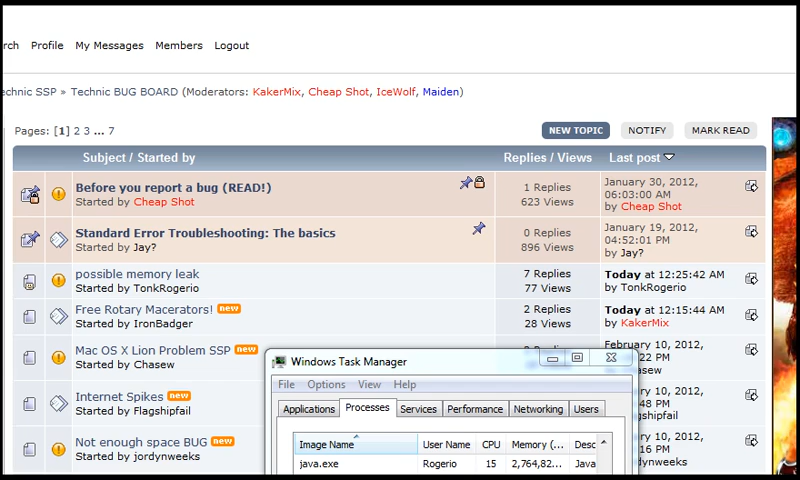 rch Profile My Messages Members Logout
echnic SSP » Technic BUG BOARD (Moderators: KakerMix, Cheap Shot, IceWolf, Maiden)
Pages: [1] 2 3 ... 7
NEW TOPIC NOTIFY MARK READ
Subject / Started by Replies / Views Last post
Before you report a bug (READ!)
Started by Cheap Shot
1 Replies
623 Views
January 30, 2012,
06:03:00 AM
by Cheap Shot
Standard Error Troubleshooting: The basics
Started by Jay?
0 Replies
896 Views
January 19, 2012,
04:52:01 PM
by Jay?
possible memory leak
Started by TonkRogerio
7 Replies
77 Views
Today at 12:25:42 AM
by TonkRogerio
Free Rotary Macerators! new
Started by IronBadger
2 Replies
28 Views
Today at 12:15:44 AM
by KakerMix
Mac OS X Lion Problem SSP new
Started by Chasew
February 10, 2012,
:22 PM
asew
Internet Spikes new
Started by Flagshipfail
ry 10, 2012,
:48 PM
gshipfail
Not enough space BUG new
Started by jordynweeks
ry 10, 2012,
:16 PM
rdynweeks
Windows Task Manager
File Options View Help
Applications Processes Services Performance Networking Users
Image Name User Name CPU Memory (... Desc
java.exe Rogerio 15 2,764,82... Java